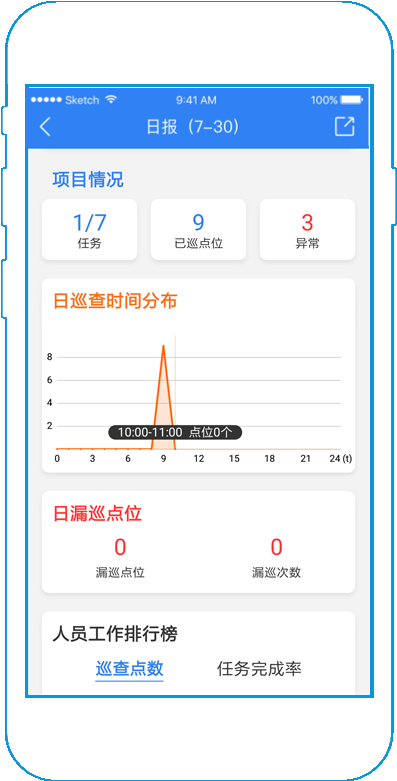 Sketch 9:41 AM 100%
日报（7–30）
项目情况
1/7 9 3
任务 已巡点位 异常
日巡查时间分布
8
6
4
2
10:00-11:00 点位0个
0 3 6 9 12 15 18 21 24 (t)
日漏巡点位
0 0
漏巡点位 漏巡次数
人员工作排行榜
巡查点数 任务完成率